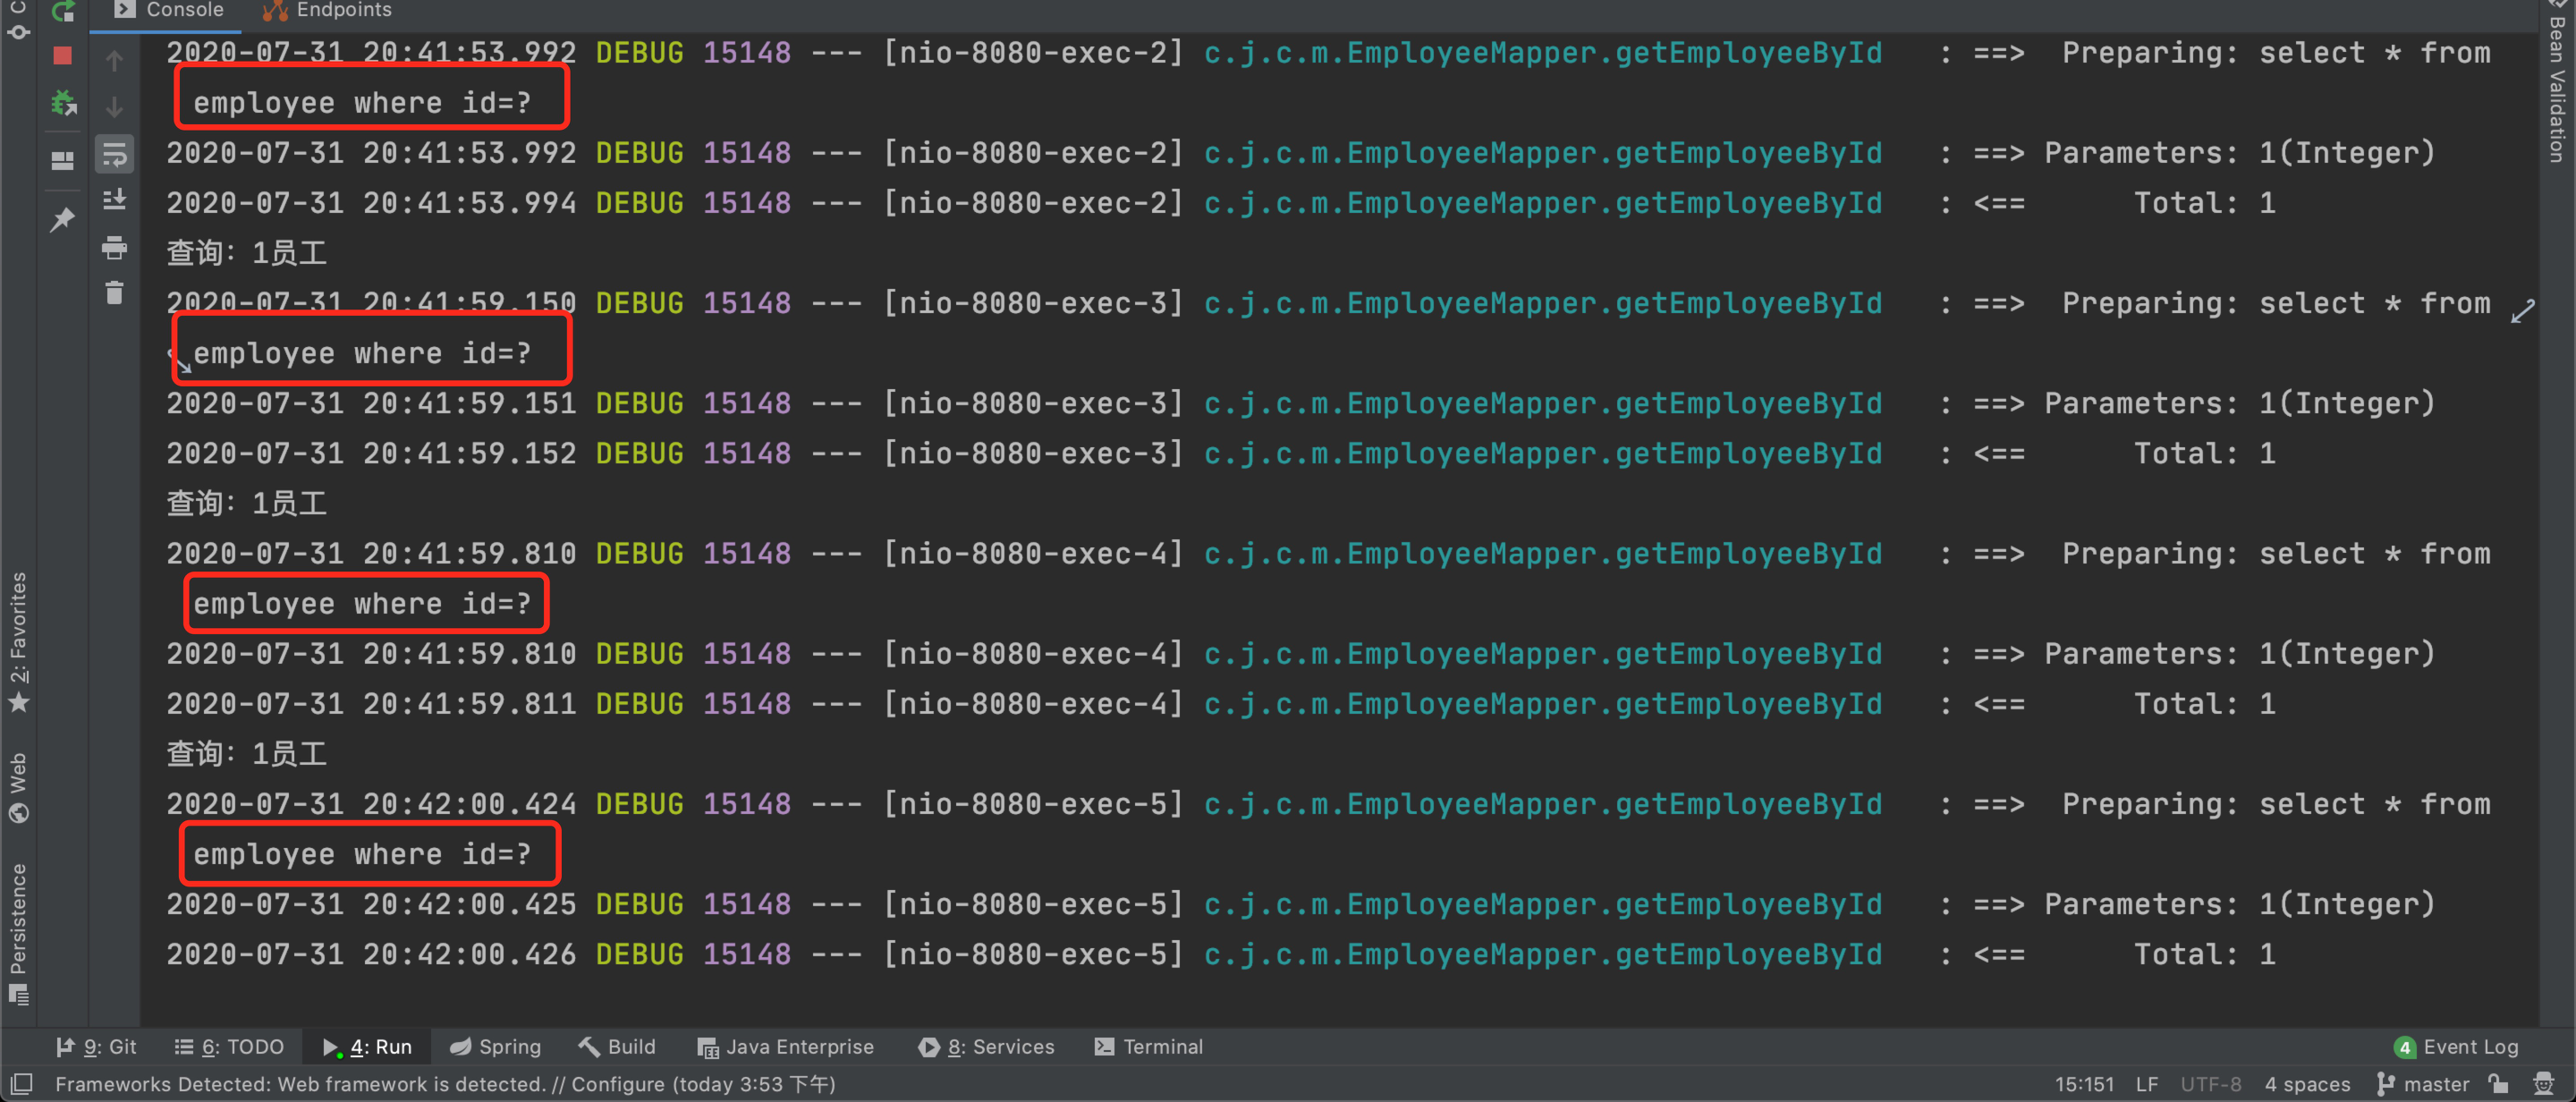 Console Endpoints
2020-07-31 20:41:53.992 DEBUG 15148 --- [nio-8080-exec-2] c.j.c.m.EmployeeMapper.getEmployeeById : ==> Preparing: select * from
employee where id=?
2020-07-31 20:41:53.992 DEBUG 15148 --- [nio-8080-exec-2] c.j.c.m.EmployeeMapper.getEmployeeById : ==> Parameters: 1(Integer)
2020-07-31 20:41:53.994 DEBUG 15148 --- [nio-8080-exec-2] c.j.c.m.EmployeeMapper.getEmployeeById : <== Total: 1
查询：1员工
2020-07-31 20:41:59.150 DEBUG 15148 --- [nio-8080-exec-3] c.j.c.m.EmployeeMapper.getEmployeeById : ==> Preparing: select * from
employee where id=?
2020-07-31 20:41:59.151 DEBUG 15148 --- [nio-8080-exec-3] c.j.c.m.EmployeeMapper.getEmployeeById : ==> Parameters: 1(Integer)
2020-07-31 20:41:59.152 DEBUG 15148 --- [nio-8080-exec-3] c.j.c.m.EmployeeMapper.getEmployeeById : <== Total: 1
查询：1员工
2020-07-31 20:41:59.810 DEBUG 15148 --- [nio-8080-exec-4] c.j.c.m.EmployeeMapper.getEmployeeById : ==> Preparing: select * from
employee where id=?
2020-07-31 20:41:59.810 DEBUG 15148 --- [nio-8080-exec-4] c.j.c.m.EmployeeMapper.getEmployeeById : ==> Parameters: 1(Integer)
2020-07-31 20:41:59.811 DEBUG 15148 --- [nio-8080-exec-4] c.j.c.m.EmployeeMapper.getEmployeeById : <== Total: 1
查询：1员工
2020-07-31 20:42:00.424 DEBUG 15148 --- [nio-8080-exec-5] c.j.c.m.EmployeeMapper.getEmployeeById : ==> Preparing: select * from
employee where id=?
2020-07-31 20:42:00.425 DEBUG 15148 --- [nio-8080-exec-5] c.j.c.m.EmployeeMapper.getEmployeeById : ==> Parameters: 1(Integer)
2020-07-31 20:42:00.426 DEBUG 15148 --- [nio-8080-exec-5] c.j.c.m.EmployeeMapper.getEmployeeById : <== Total: 1
2: Favorites
Web
Persistence
Bean Validation
9: Git 6: TODO 4: Run Spring Build Java Enterprise 8: Services Terminal 4 Event Log
Frameworks Detected: Web framework is detected. // Configure (today 3:53 下午) 15:151 LF UTF-8 4 spaces master